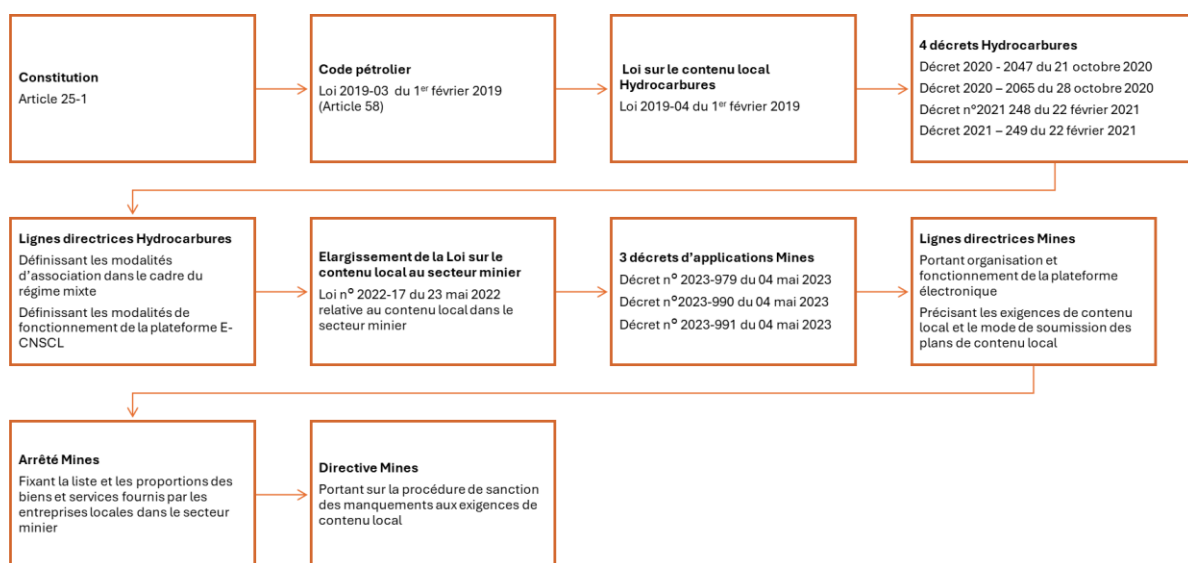 Constitution
Article 25-1
Code pétrolier
Loi 2019-03 du 1er février 2019
(Article 58)
Loi sur le contenu local
Hydrocarbures
Loi 2019-04 du 1er février 2019
4 décrets Hydrocarbures
Décret 2020 - 2047 du 21 octobre 2020
Décret 2020 – 2065 du 28 octobre 2020
Décret n°2021 248 du 22 février 2021
Décret 2021 – 249 du 22 février 2021
Lignes directrices Hydrocarbures
Définissant les modalités
d'association dans le cadre du
régime mixte
Définissant les modalités de
fonctionnement de la plateforme E-
CNSCL
Elargissement de la Loi sur le
contenu local au secteur minier
Loi n° 2022-17 du 23 mai 2022
relative au contenu local dans le
secteur minier
3 décrets d'applications Mines
Décret n° 2023-979 du 04 mai 2023
Décret n°2023-990 du 04 mai 2023
Décret n° 2023-991 du 04 mai 2023
Lignes directrices Mines
Portant organisation et
fonctionnement de la plateforme
électronique
Précisant les exigences de contenu
local et le mode de soumission des
plans de contenu local
Arrêté Mines
Fixant la liste et les proportions des
biens et services fournis par les
entreprises locales dans le secteur
minier
Directive Mines
Portant sur la procédure de sanction
des manquements aux exigences de
contenu local